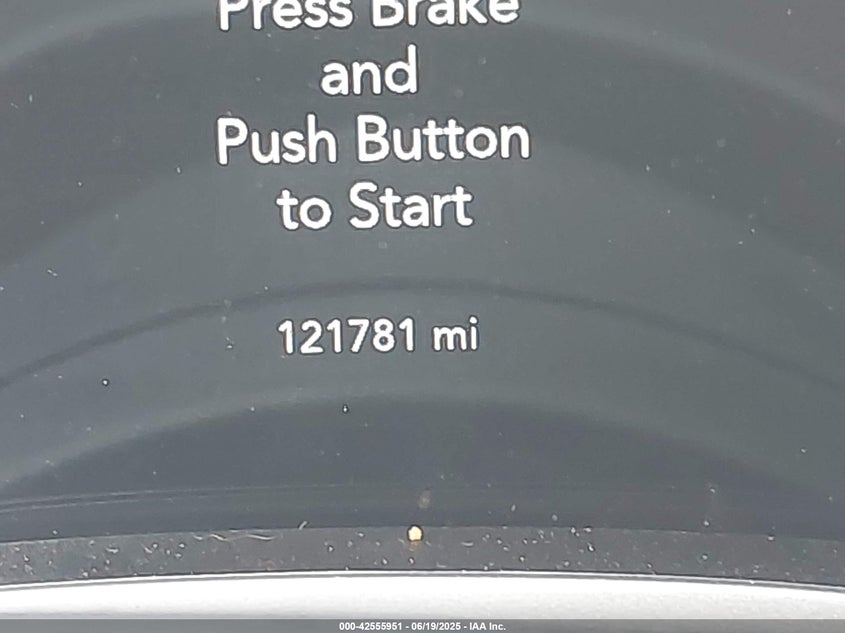 Press Brake
and
Push Button
to Start
121781 mi
000-42555951 - 06/19/2025 - IAA Inc.